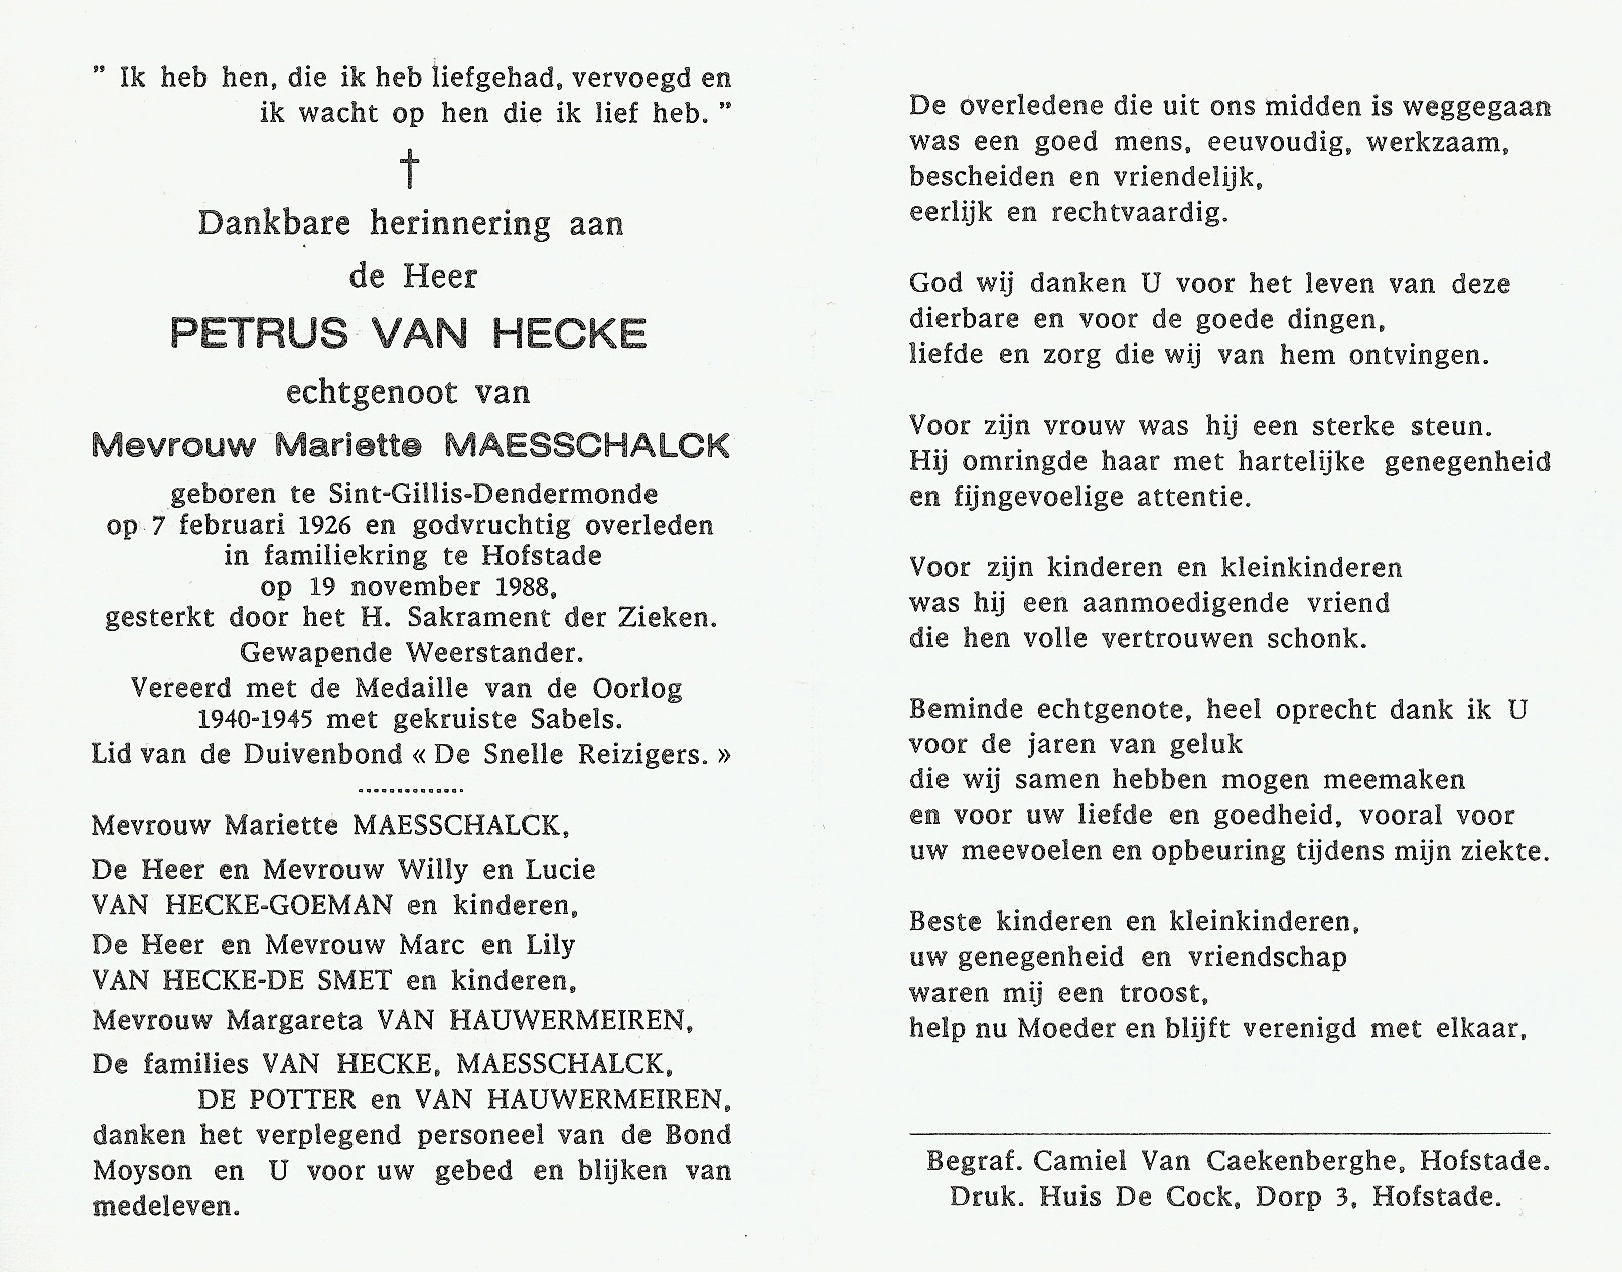 " Ik heb hen, die ik heb liefgehad, vervoegd en
ik wacht op hen die ik lief heb. "
†
Dankbare herinnering aan
de Heer
PETRUS VAN HECKE
echtgenoot van
Mevrouw Mariette MAESSCHALCK
geboren te Sint-Gillis-Dendermonde
op 7 februari 1926 en godvruchtig overleden
in familiekring te Hofstade
op 19 november 1988,
gesterkt door het H. Sakrament der Zieken.
Gewapende Weerstander.
Vereerd met de Medaille van de Oorlog
1940-1945 met gekruiste Sabels.
Lid van de Duivenbond « De Snelle Reizigers. »
..............
Mevrouw Mariette MAESSCHALCK,
De Heer en Mevrouw Willy en Lucie
VAN HECKE-GOEMAN en kinderen,
De Heer en Mevrouw Marc en Lily
VAN HECKE-DE SMET en kinderen,
Mevrouw Margareta VAN HAUWERMEIREN,
De families VAN HECKE, MAESSCHALCK,
DE POTTER en VAN HAUWERMEIREN,
danken het verplegend personeel van de Bond
Moyson en U voor uw gebed en blijken van
medeleven.
De overledene die uit ons midden is weggegaan
was een goed mens, eeuvoudig, werkzaam,
bescheiden en vriendelijk,
eerlijk en rechtvaardig.
God wij danken U voor het leven van deze
dierbare en voor de goede dingen,
liefde en zorg die wij van hem ontvingen.
Voor zijn vrouw was hij een sterke steun.
Hij omringde haar met hartelijke genegenheid
en fijngevoelige attentie.
Voor zijn kinderen en kleinkinderen
was hij een aanmoedigende vriend
die hen volle vertrouwen schonk.
Beminde echtgenote, heel oprecht dank ik U
voor de jaren van geluk
die wij samen hebben mogen meemaken
en voor uw liefde en goedheid, vooral voor
uw meevoelen en opbeuring tijdens mijn ziekte.
Beste kinderen en kleinkinderen,
uw genegenheid en vriendschap
waren mij een troost,
help nu Moeder en blijft verenigd met elkaar,
Begraf. Camiel Van Caekenberghe, Hofstade.
Druk. Huis De Cock, Dorp 3, Hofstade.